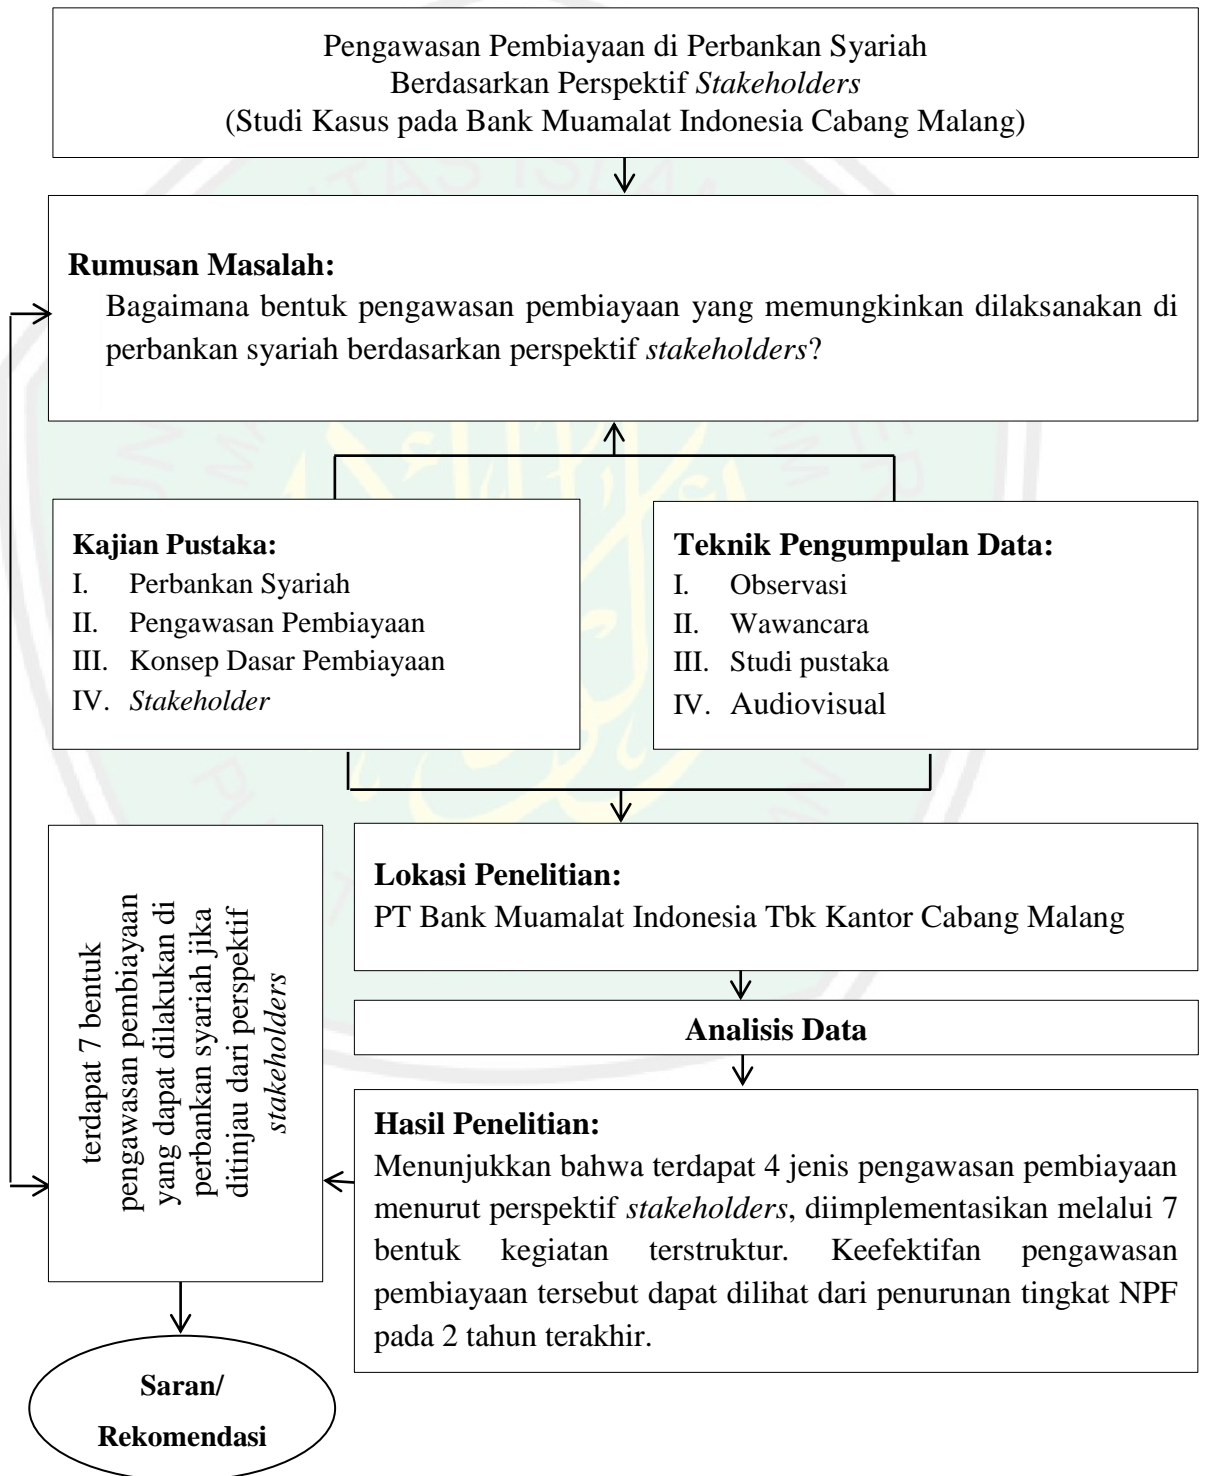 Pengawasan Pembiayaan di Perbankan Syariah
Berdasarkan Perspektif Stakeholders
(Studi Kasus pada Bank Muamalat Indonesia Cabang Malang)
Rumusan Masalah:
Bagaimana bentuk pengawasan pembiayaan yang memungkinkan dilaksanakan di
perbankan syariah berdasarkan perspektif stakeholders?
Kajian Pustaka:
I. Perbankan Syariah
II. Pengawasan Pembiayaan
III. Konsep Dasar Pembiayaan
IV. Stakeholder
Teknik Pengumpulan Data:
I. Observasi
II. Wawancara
III. Studi pustaka
IV. Audiovisual
Lokasi Penelitian:
PT Bank Muamalat Indonesia Tbk Kantor Cabang Malang
Analisis Data
Hasil Penelitian:
Menunjukkan bahwa terdapat 4 jenis pengawasan pembiayaan
menurut perspektif stakeholders, diimplementasikan melalui 7
bentuk kegiatan terstruktur. Keefektifan pengawasan
pembiayaan tersebut dapat dilihat dari penurunan tingkat NPF
pada 2 tahun terakhir.
terdapat 7 bentuk
pengawasan pembiayaan
yang dapat dilakukan di
perbankan syariah jika
ditinjau dari perspektif
stakeholders
Saran/
Rekomendasi